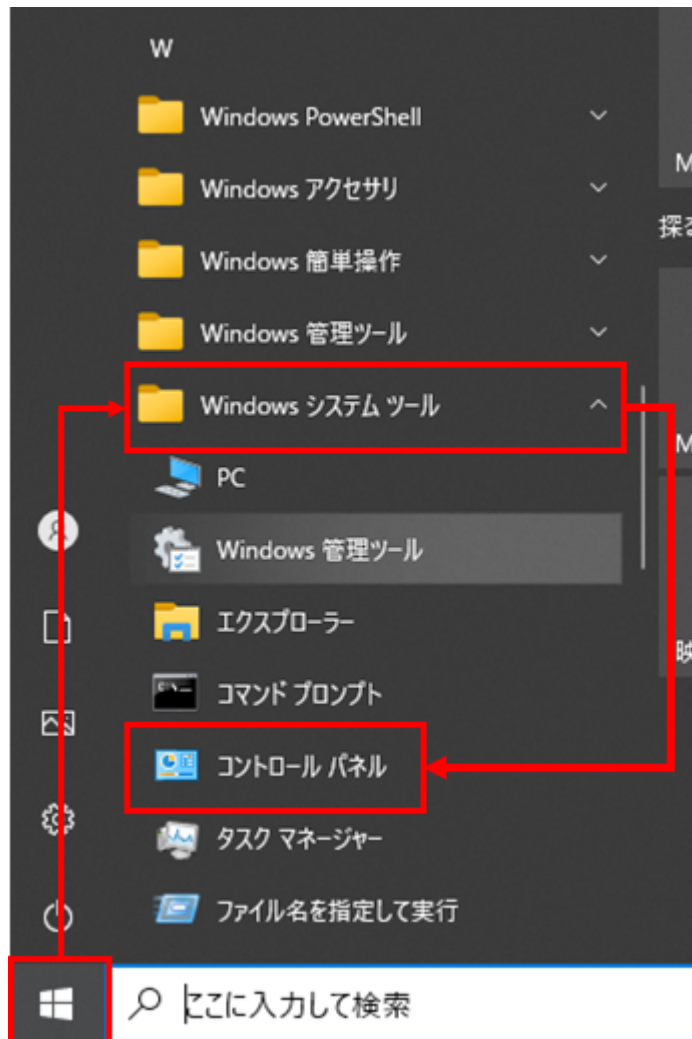 W
Windows PowerShell
M
Windows アクセサリ
探る
Windows 簡単操作
Windows 管理ツール
Windows システム ツール
M
PC
Windows 管理ツール
エクスプローラー
映
コマンド プロンプト
コントロール パネル
タスク マネージャー
ファイル名を指定して実行
ここに入力して検索